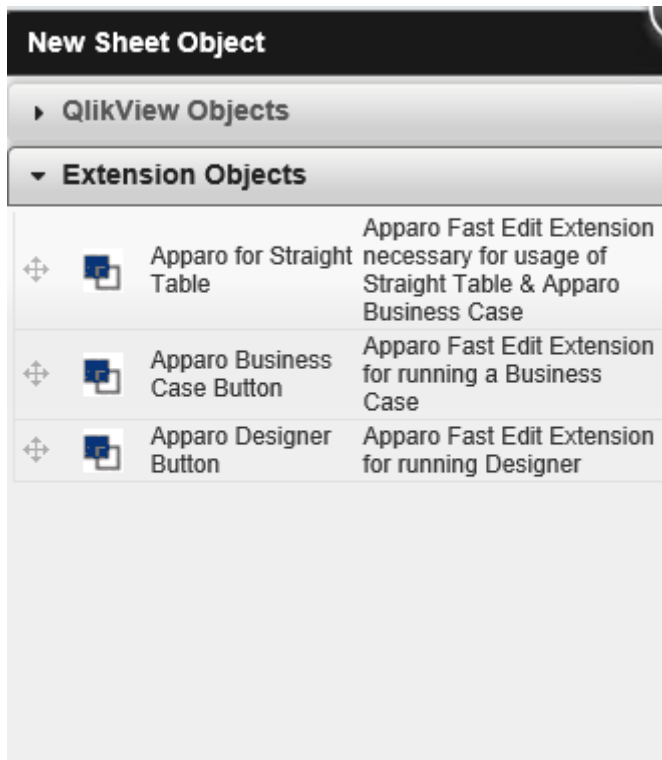 New Sheet Object
QlikView Objects
Extension Objects
Apparo for Straight
Table
Apparo Fast Edit Extension
necessary for usage of
Straight Table & Apparo
Business Case
Apparo Business
Case Button
Apparo Fast Edit Extension
for running a Business
Case
Apparo Designer
Button
Apparo Fast Edit Extension
for running Designer